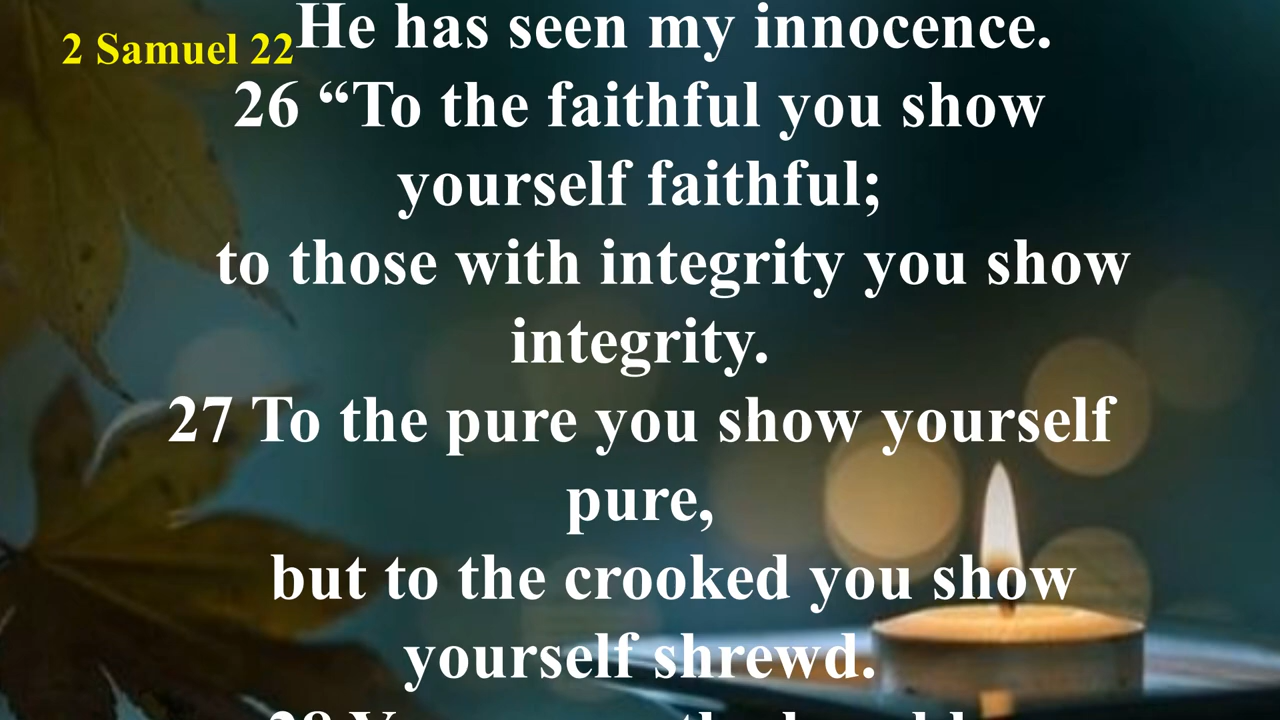 2 Samuel 22
He has seen my innocence.
26 “To the faithful you show
yourself faithful;
to those with integrity you show
integrity.
27 To the pure you show yourself
pure,
but to the crooked you show
yourself shrewd.